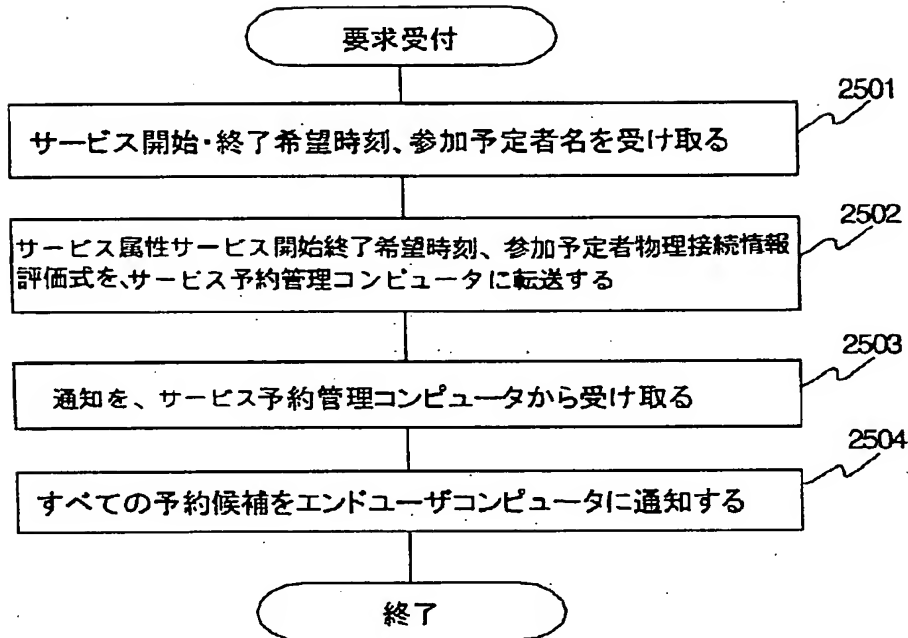 要求受付
2501
サービス開始・終了希望時刻、参加予定者名を受け取る
2502
サービス属性サービス開始終了希望時刻、参加予定者物理接続情報
評価式を、サービス予約管理コンピュータに転送する
2503
通知を、サービス予約管理コンピュータから受け取る
2504
すべての予約候補をエンドユーザコンピュータに通知する
終了